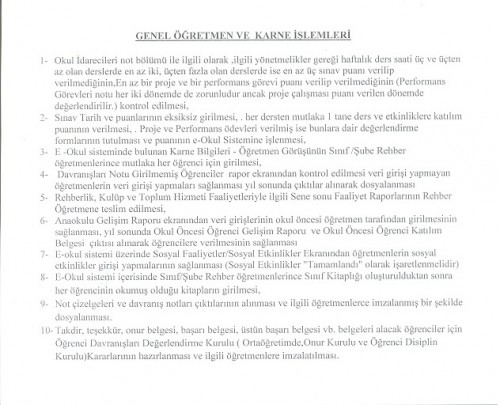 GENEL ÖĞRETMEN VE KARNE İŞLEMLERİ
1- Okul İdarecileri not bölümü ile ilgili olarak ,ilgili yönetmelikler gereği haftalık ders saati üç ve üçten
az olan derslerde en az iki, üçten fazla olan derslerde ise en az üç sınav puanı verilip
verilmediğinin,En az bir proje ve bir performans görevi puanı verilip verilmediğinin (Performans
Görevleri notu her iki dönemde de zorunludur ancak proje çalışması puanı verilen dönemde
değerlendirilir.) kontrol edilmesi,
2- Sınav Tarih ve puanlarının eksiksiz girilmesi , . her dersten mutlaka 1 tane ders ve etkinliklere katılım
puanının verilmesi, . Proje ve Performans ödevleri verilmiş ise bunlara dair değerlendirme
formlarının tutulması ve puanının e-Okul Sistemine işlenmesi,
3- E -Okul sisteminde bulunan Karne Bilgileri - Öğretmen Görüşünün Sınıf /Şube Rehber
öğretmenlerince mutlaka her öğrenci için girilmesi,
4- Davranışları Notu Girilmemiş Öğrenciler rapor ekranından kontrol edilmesi veri girişi yapmayan
öğretmenlerin veri girişi yapmaları sağlanması yıl sonunda çıktılar alınarak dosyalanması
5- Rehberlik, Kulüp ve Toplum Hizmeti Faaliyetleriyle ilgili Sene sonu Faaliyet Raporlarının Rehber
Öğretmene teslim edilmesi,
6- Anaokulu Gelişim Raporu ekranından veri girişlerinin okul öncesi öğretmen tarafından girilmesinin
sağlanması, yıl sonunda Okul Öncesi Öğrenci Gelişim Raporu ve Okul Öncesi Öğrenci Katılım
Belgesi çıktısı alınarak öğrencilere verilmesinin sağlanması
7- E-okul sistemi üzerinde Sosyal Faaliyetler/Sosyal Etkinlikler Ekranından öğretmenlerin sosyal
etkinlikler girişi yapmalarının sağlanması (Sosyal Etkinlikler "Tamamlandı" olarak işaretlenmelidir)
8- E-Okul sistemi içerisinde Sınıf/Şube Rehber Öğretmenlerince Sınıf Kitaplığı oluşturulduktan sonra
her öğrencinin okumuş olduğu kitapların girilmesi,
9- Not çizelgeleri ve davranış notları çıktılarının alınması ve ilgili öğretmenlerce imzalanmış bir şekilde
dosyalanması.
10- Takdir, teşekkür, onur belgesi, başarı belgesi, üstün başarı belgesi vb. belgeleri alacak öğrenciler için
Öğrenci Davranışları Değerlendirme Kurulu ( Ortaöğretimde,Onur Kurulu ve Öğrenci Disiplin
Kurulu)Kararlarının hazırlanması ve ilgili öğretmenlere imzalatılması.